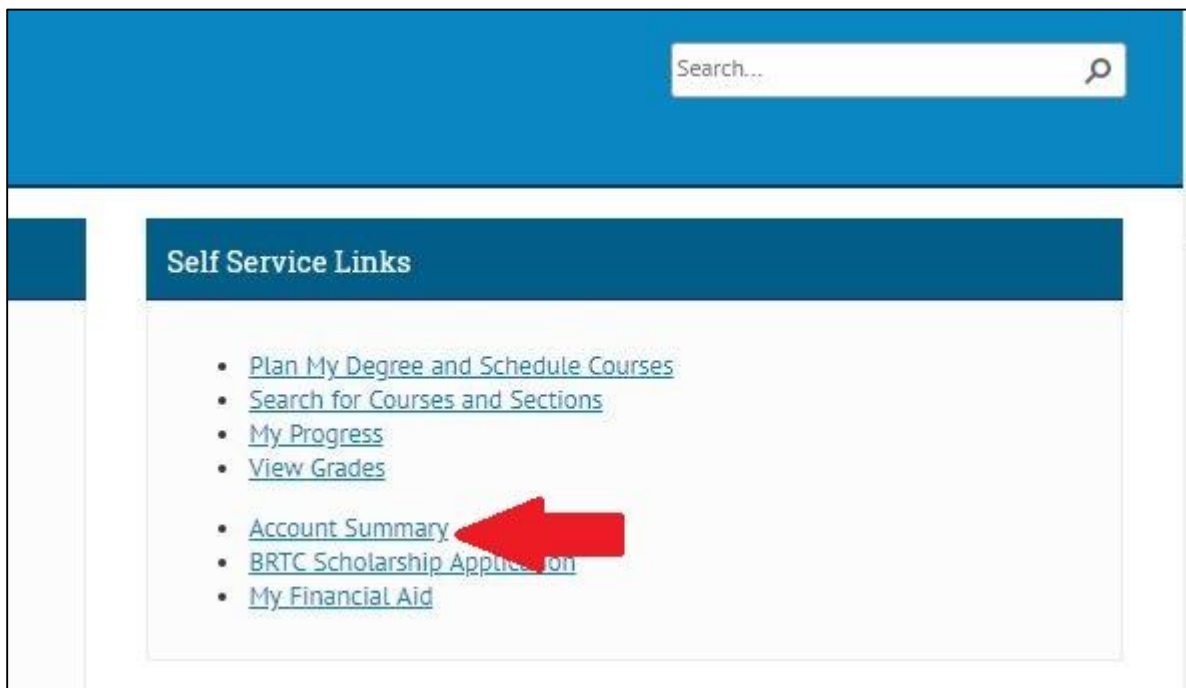 Search...
Self Service Links
Plan My Degree and Schedule Courses
Search for Courses and Sections
My Progress
View Grades
Account Summary
BRTC Scholarship Application
My Financial Aid